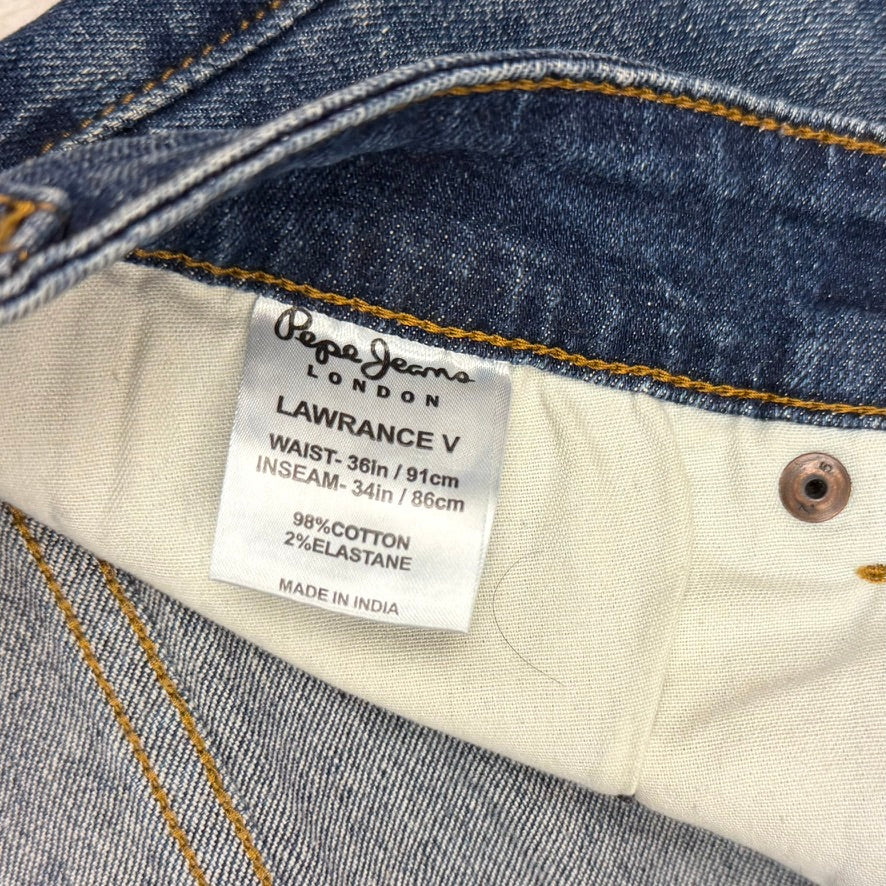 Pepe Jeans
LONDON
LAWRANCE V
WAIST- 36In / 91cm
INSEAM- 34in / 86cm
98%COTTON
2%ELASTANE
MADE IN INDIA